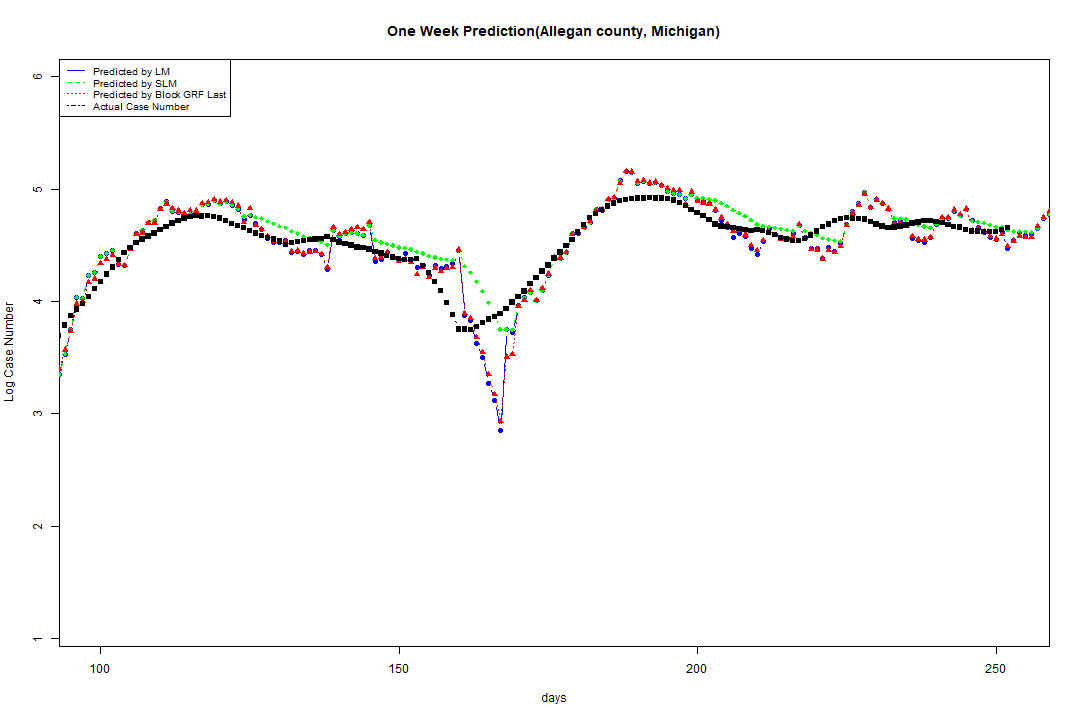 One Week Prediction(Allegan county, Michigan)
Predicted by LM
Predicted by SLM
Predicted by Block GRF Last
Actual Case Number
6
5
4
3
2
1
Log Case Number
100
150
200
250
days